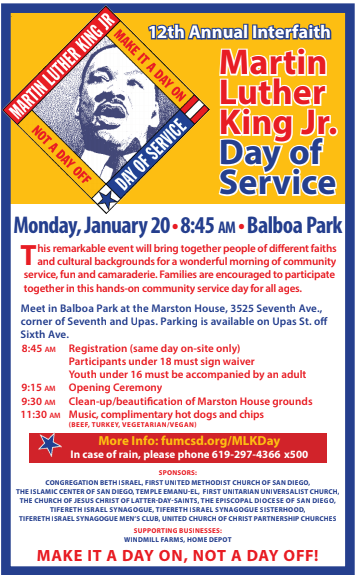 MARTIN LUTHER KING JR
MAKE IT A DAY ON
NOT A DAY OFF
DAY OF SERVICE
12th Annual Interfaith
Martin
Luther
King Jr.
Day of
Service
Monday, January 20 • 8:45 AM • Balboa Park
This remarkable event will bring together people of different faiths
and cultural backgrounds for a wonderful morning of community
service, fun and camaraderie. Families are encouraged to participate
together in this hands-on community service day for all ages.
Meet in Balboa Park at the Marston House, 3525 Seventh Ave.,
corner of Seventh and Upas. Parking is available on Upas St. off
Sixth Ave.
8:45 AM Registration (same day on-site only)
Participants under 18 must sign waiver
Youth under 16 must be accompanied by an adult
9:15 AM Opening Ceremony
9:30 AM Clean-up/beautification of Marston House grounds
11:30 AM Music, complimentary hot dogs and chips
(BEEF, TURKEY, VEGETARIAN/VEGAN)
More Info: fumcsd.org/MLKDay
In case of rain, please phone 619-297-4366 x500
SPONSORS:
CONGREGATION BETH ISRAEL, FIRST UNITED METHODIST CHURCH OF SAN DIEGO,
THE ISLAMIC CENTER OF SAN DIEGO, TEMPLE EMANU-EL, FIRST UNITARIAN UNIVERSALIST CHURCH,
THE CHURCH OF JESUS CHRIST OF LATTER-DAY-SAINTS, THE EPISCOPAL DIOCESE OF SAN DIEGO,
TIFERETH ISRAEL SYNAGOGUE, TIFERETH ISRAEL SYNAGOGUE SISTERHOOD,
TIFERETH ISRAEL SYNAGOGUE MEN'S CLUB, UNITED CHURCH OF CHRIST PARTNERSHIP CHURCHES
SUPPORTING BUSINESSES:
WINDMILL FARMS, HOME DEPOT
MAKE IT A DAY ON, NOT A DAY OFF!